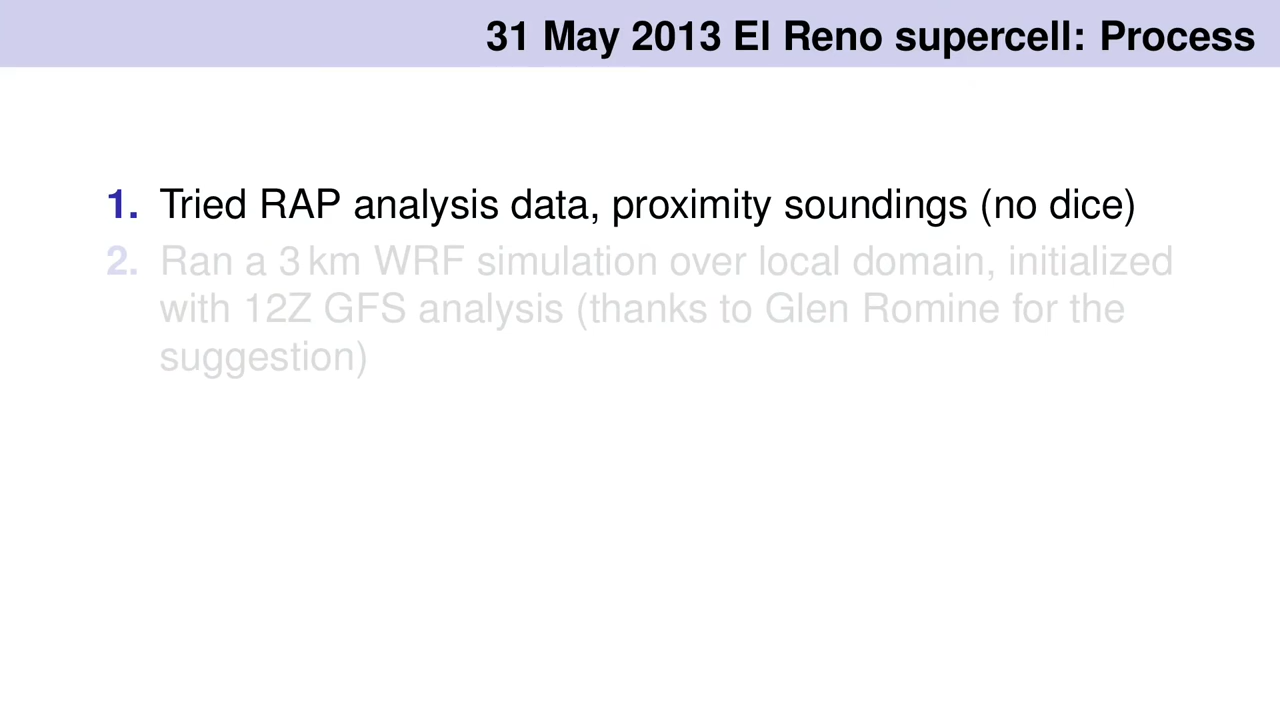 31 May 2013 El Reno supercell: Process
1. Tried RAP analysis data, proximity soundings (no dice)
2. Ran a 3 km WRF simulation over local domain, initialized
with 12Z GFS analysis (thanks to Glen Romine for the
suggestion)